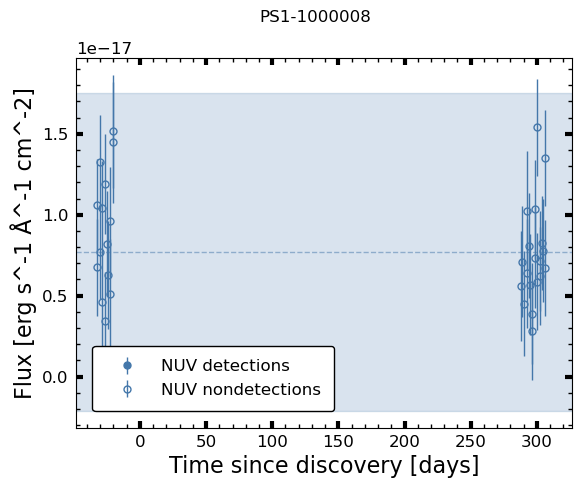 PS1-1000008
1e−17
1.5
1.0
0.5
0.0
Flux [erg s^-1 Å^-1 cm^-2]
NUV detections
NUV nondetections
0 50 100 150 200 250 300
Time since discovery [days]